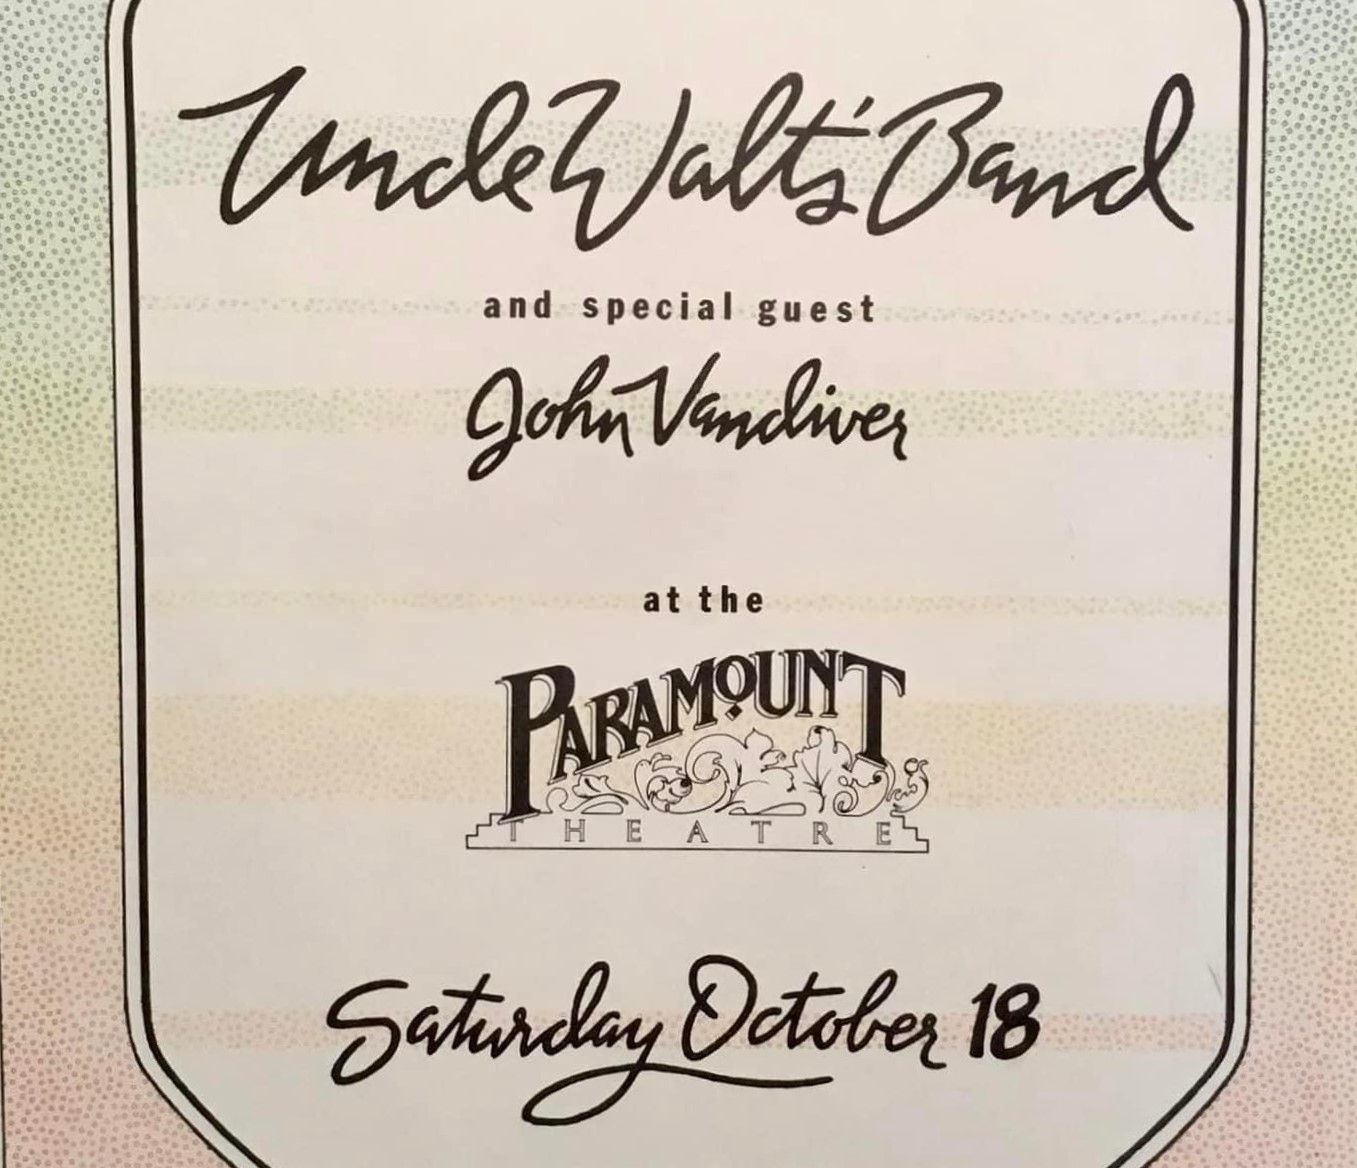 Uncle Walt's Band
and special guest
John Vandiver
at the
PARAMOUNT
THEATRE
Saturday October 18